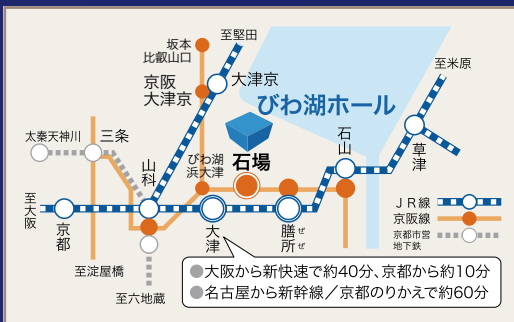 至堅田
坂本
比叡山口
至米原
京阪
大津京
大津京
びわ湖ホール
太秦天神川
三条
山科
びわ湖
浜大津
石場
石山
草津
至大阪
京都
大津
膳所
ぜぜ
JR線
京阪線
京都市営
地下鉄
至淀屋橋
至六地蔵
●大阪から新快速で約40分、京都から約10分
●名古屋から新幹線/京都のりかえで約60分